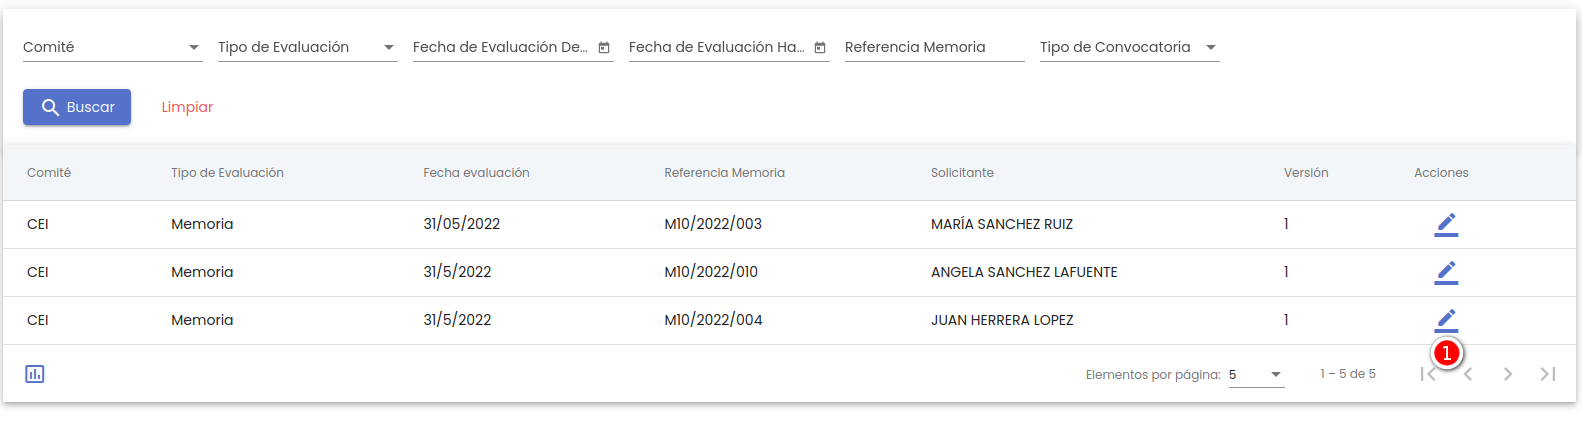 Comité Tipo de Evaluación Fecha de Evaluación De... Fecha de Evaluación Ha... Referencia Memoria Tipo de Convocatoria
Buscar Limpiar
Comité Tipo de Evaluación Fecha evaluación Referencia Memoria Solicitante Versión Acciones
CEI Memoria 31/05/2022 M10/2022/003 MARÍA SANCHEZ RUIZ 1
CEI Memoria 31/5/2022 M10/2022/010 ANGELA SANCHEZ LAFUENTE 1
CEI Memoria 31/5/2022 M10/2022/004 JUAN HERRERA LOPEZ 1
1
Elementos por página: 5 1 – 5 de 5